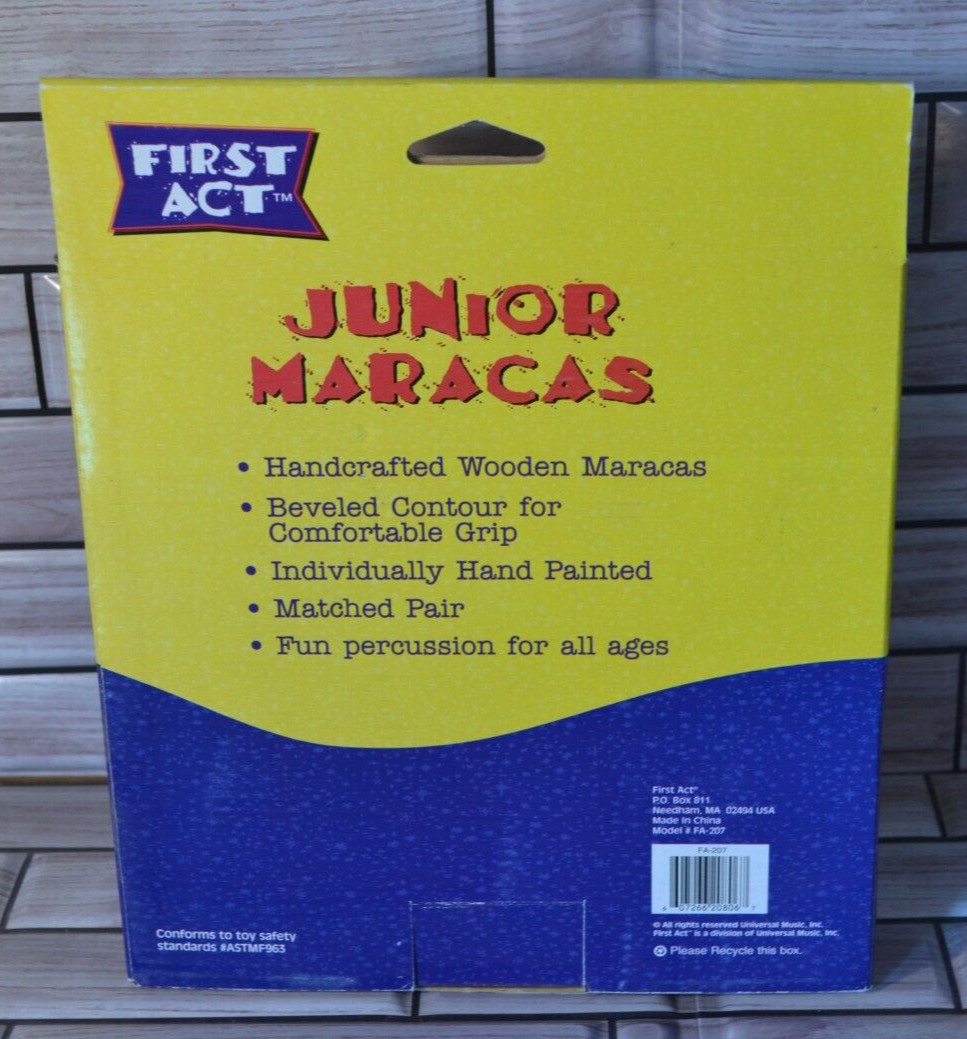 FIRST
ACT™
JUNIOR
MARACAS
• Handcrafted Wooden Maracas
• Beveled Contour for
Comfortable Grip
• Individually Hand Painted
• Matched Pair
• Fun percussion for all ages
First Act®
P.O. Box 811
Needham, MA 02494 USA
Made in China
Model # FA-207
FA-207
Conforms to toy safety
standards #ASTMF963
© All rights reserved Universal Music, Inc.
First Act™ is a division of Universal Music, Inc.
Please Recycle this box.